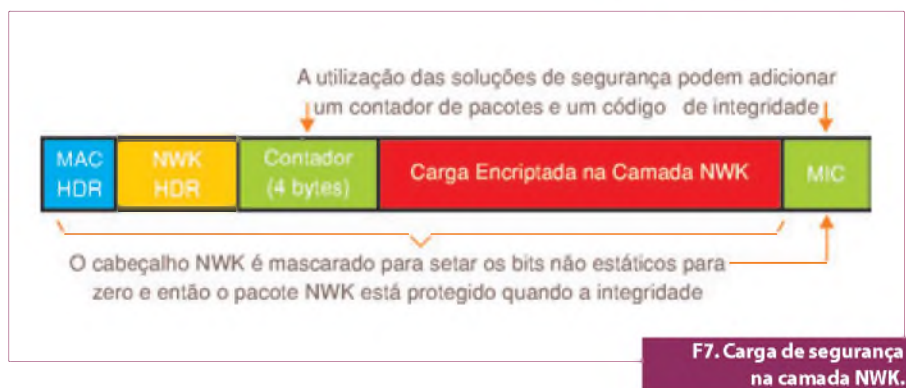 A utilização das soluções de segurança podem adicionar
um contador de pacotes e um código de integridade
MAC
HDR
NWK
HDR
Contador
(4 bytes)
Carga Encriptada na Camada NWK
MIC
O cabeçalho NWK é mascarado para setar os bits não estáticos para
zero e então o pacote NWK está protegido quando a integridade
F7. Carga de segurança
na camada NWK.